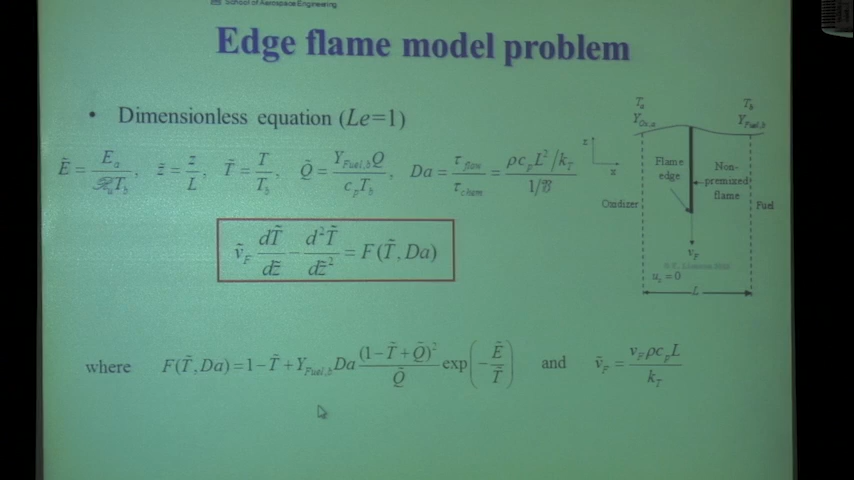 School of Aerospace Engineering
Edge flame model problem
• Dimensionless equation (Le=1)
Ẽ = E_a / (ℛ_u T_b), z̃ = z / L, T̃ = T / T_b, Q̃ = Y_Fuel,b Q / (c_p T_b), Da = τ_flow / τ_chem = (ρc_p L² / k_T) / (1/ℬ)
ṽ_F dT̃/dz̃ − d²T̃/dz̃² = F(T̃, Da)
where F(T̃, Da) = 1 − T̃ + Y_Fuel,b Da ((1 − T̃ + Q̃)² / Q̃) exp(−Ẽ / T̃) and ṽ_F = v_F ρc_p L / k_T
T_a T_b
Y_Ox,a Y_Fuel,b
z
x
Flame edge
Non-premixed flame
Oxidizer
Fuel
v_F
u_x = 0
L